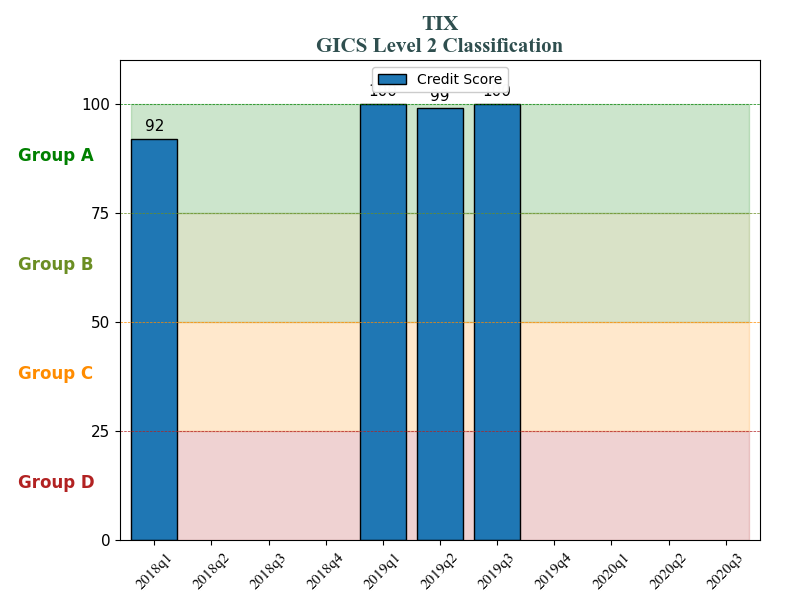 TIX
GICS Level 2 Classification
Credit Score
100
99
100
92
100
75
50
25
0
Group A
Group B
Group C
Group D
2018q1
2018q2
2018q3
2018q4
2019q1
2019q2
2019q3
2019q4
2020q1
2020q2
2020q3